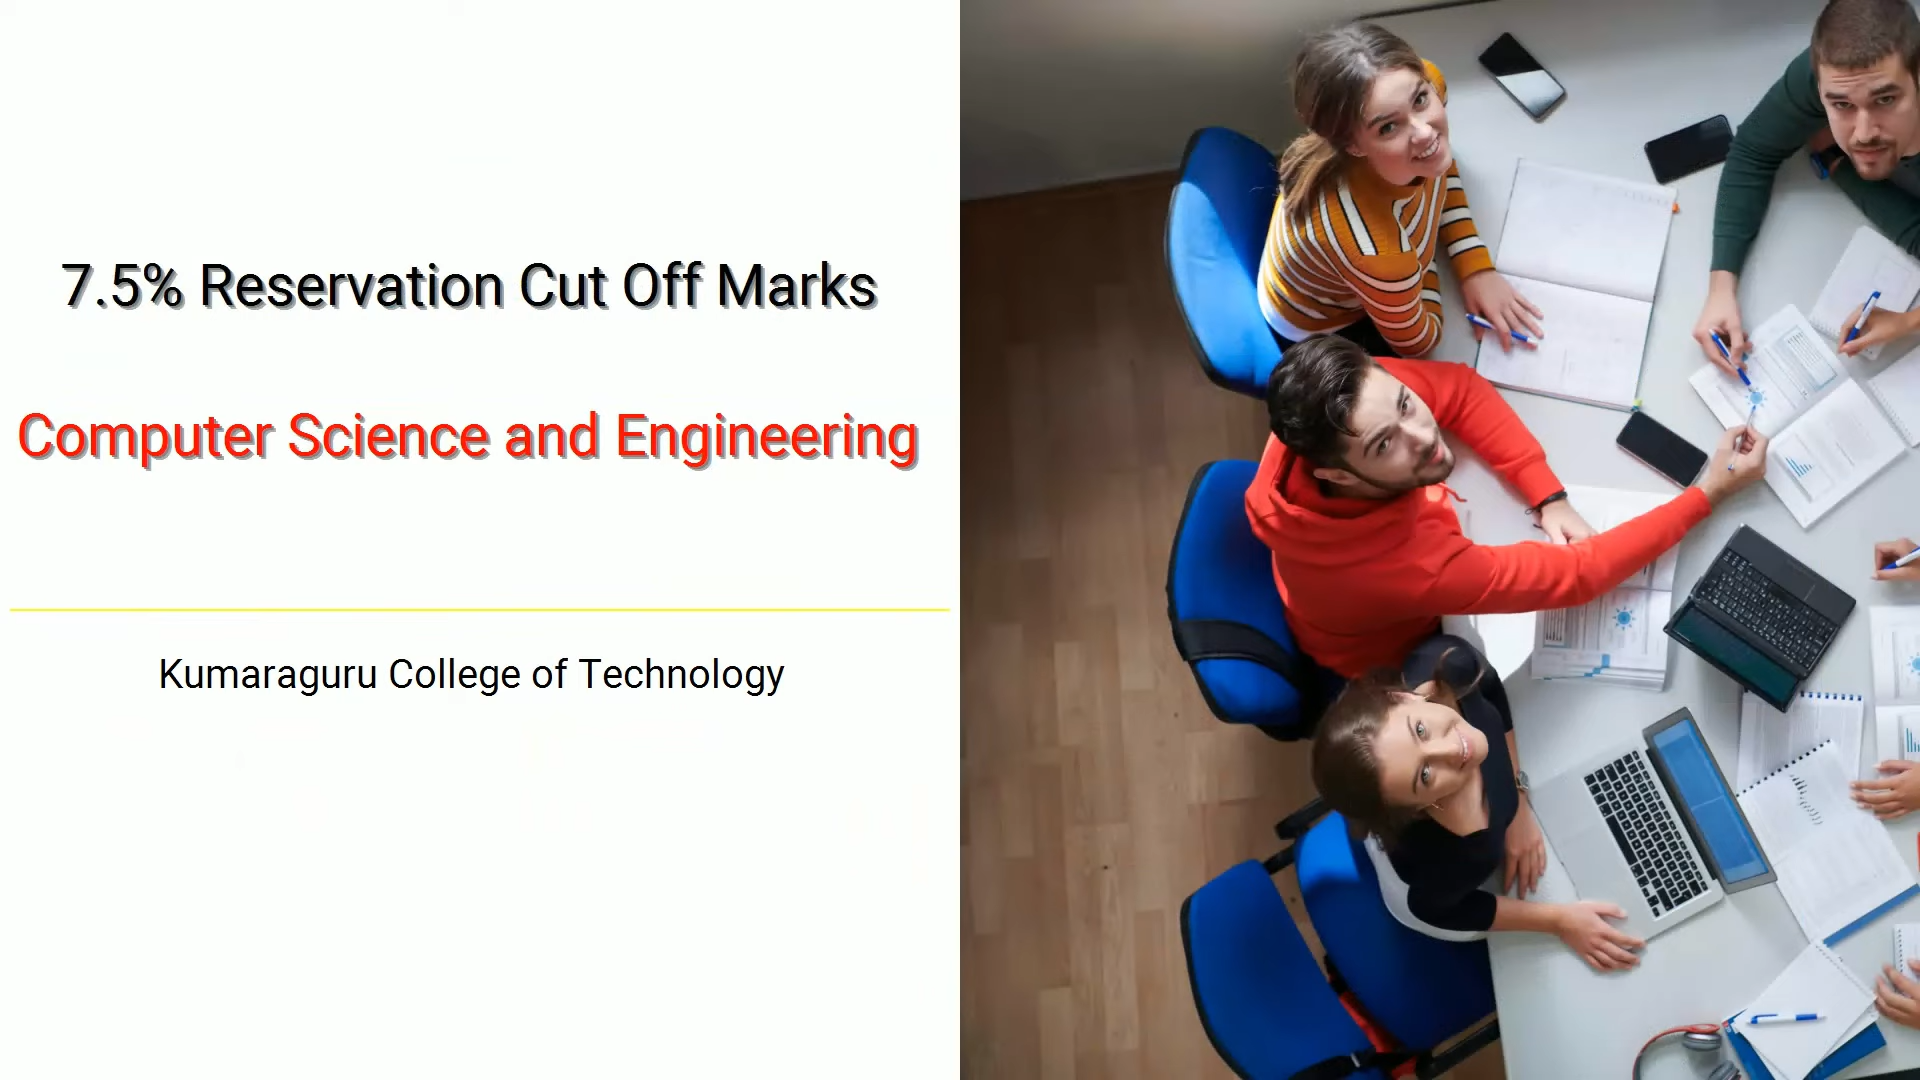 7.5% Reservation Cut Off Marks
Computer Science and Engineering
Kumaraguru College of Technology